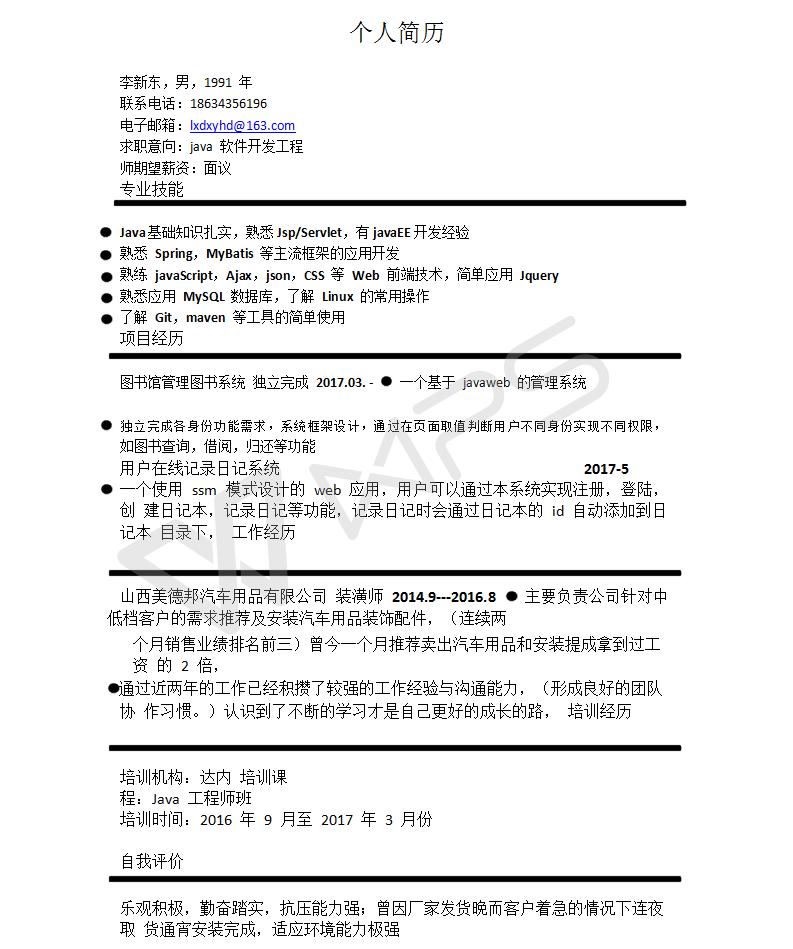 个人简历
李新东，男，1991 年
联系电话：18634356196
电子邮箱：lxdxyhd@163.com
求职意向：java 软件开发工程
师期望薪资：面议
专业技能
● Java基础知识扎实，熟悉Jsp/Servlet，有javaEE开发经验
● 熟悉 Spring，MyBatis 等主流框架的应用开发
● 熟练 javaScript，Ajax，json，CSS 等 Web 前端技术，简单应用 Jquery
● 熟悉应用 MySQL 数据库，了解 Linux 的常用操作
● 了解 Git，maven 等工具的简单使用
项目经历
图书馆管理图书系统 独立完成 2017.03. - ● 一个基于 javaweb 的管理系统
● 独立完成各身份功能需求，系统框架设计，通过在页面取值判断用户不同身份实现不同权限，
如图书查询，借阅，归还等功能
用户在线记录日记系统 2017-5
● 一个使用 ssm 模式设计的 web 应用，用户可以通过本系统实现注册，登陆，
创 建日记本，记录日记等功能，记录日记时会通过日记本的 id 自动添加到日
记本 目录下， 工作经历
山西美德邦汽车用品有限公司 装潢师 2014.9---2016.8 ● 主要负责公司针对中
低档客户的需求推荐及安装汽车用品装饰配件，（连续两
个月销售业绩排名前三）曾今一个月推荐卖出汽车用品和安装提成拿到过工
资 的 2 倍，
●通过近两年的工作已经积攒了较强的工作经验与沟通能力，（形成良好的团队
协 作习惯。）认识到了不断的学习才是自己更好的成长的路， 培训经历
培训机构：达内 培训课
程：Java 工程师班
培训时间：2016 年 9 月至 2017 年 3 月份
自我评价
乐观积极，勤奋踏实，抗压能力强；曾因厂家发货晚而客户着急的情况下连夜
取 货通宵安装完成，适应环境能力极强
WPS